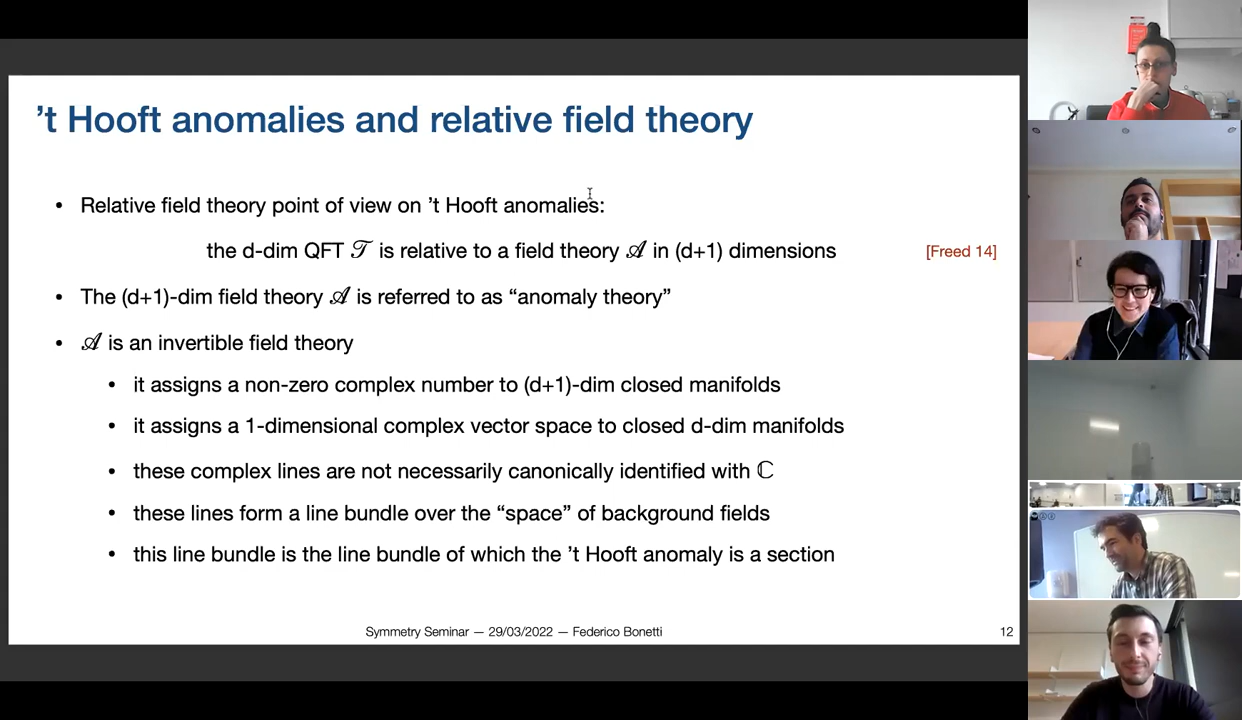 ’t Hooft anomalies and relative field theory
• Relative field theory point of view on ’t Hooft anomalies:
the d-dim QFT 𝒯 is relative to a field theory 𝒜 in (d+1) dimensions [Freed 14]
• The (d+1)-dim field theory 𝒜 is referred to as “anomaly theory”
• 𝒜 is an invertible field theory
• it assigns a non-zero complex number to (d+1)-dim closed manifolds
• it assigns a 1-dimensional complex vector space to closed d-dim manifolds
• these complex lines are not necessarily canonically identified with ℂ
• these lines form a line bundle over the “space” of background fields
• this line bundle is the line bundle of which the ’t Hooft anomaly is a section
Symmetry Seminar — 29/03/2022 — Federico Bonetti 12